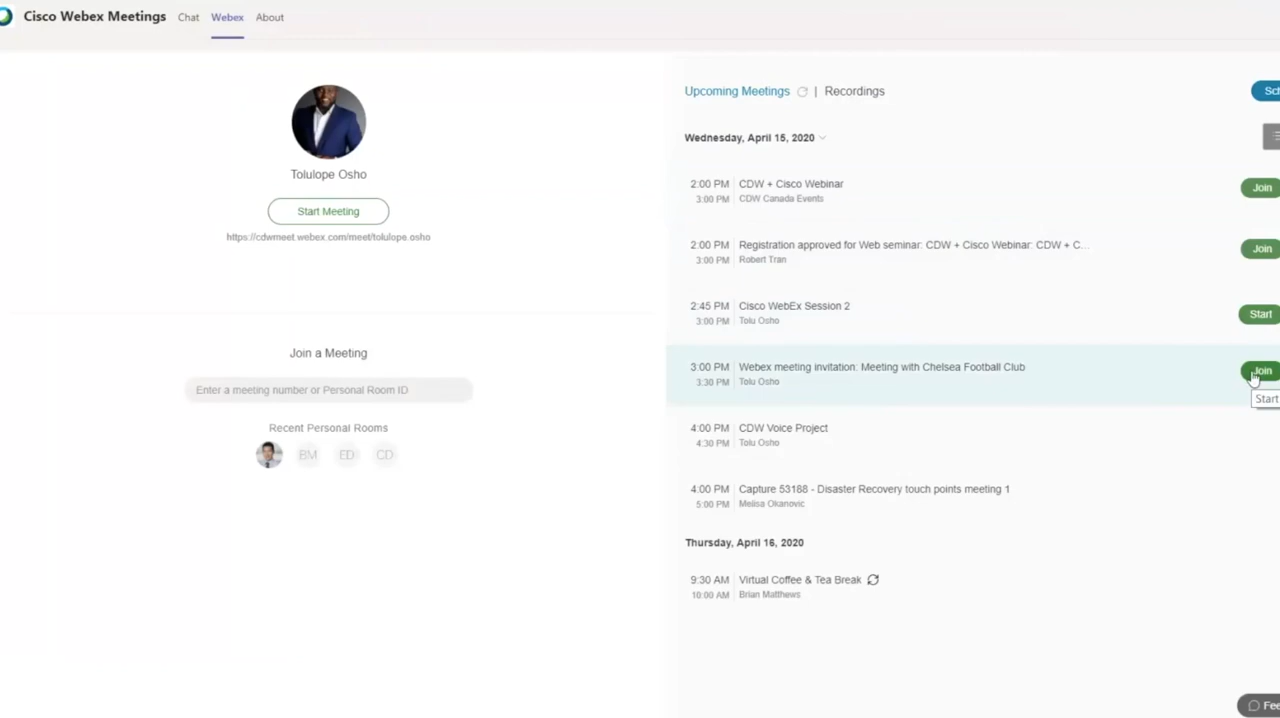 Cisco Webex Meetings
Chat
Webex
About
Tolulope Osho
Start Meeting
https://cdwmeet.webex.com/meet/tolulope.osho
Join a Meeting
Enter a meeting number or Personal Room ID
Recent Personal Rooms
BM ED CD
Upcoming Meetings | Recordings
Wednesday, April 15, 2020
2:00 PM CDW + Cisco Webinar
3:00 PM CDW Canada Events
Join
2:00 PM Registration approved for Web seminar: CDW + Cisco Webinar: CDW + C...
3:00 PM Robert Tran
Join
2:45 PM Cisco WebEx Session 2
3:00 PM Tolu Osho
Start
3:00 PM Webex meeting invitation: Meeting with Chelsea Football Club
3:30 PM Tolu Osho
Join
Start
4:00 PM CDW Voice Project
4:30 PM Tolu Osho
4:00 PM Capture 53188 - Disaster Recovery touch points meeting 1
5:00 PM Melisa Okanovic
Thursday, April 16, 2020
9:30 AM Virtual Coffee & Tea Break
10:00 AM Brian Matthews